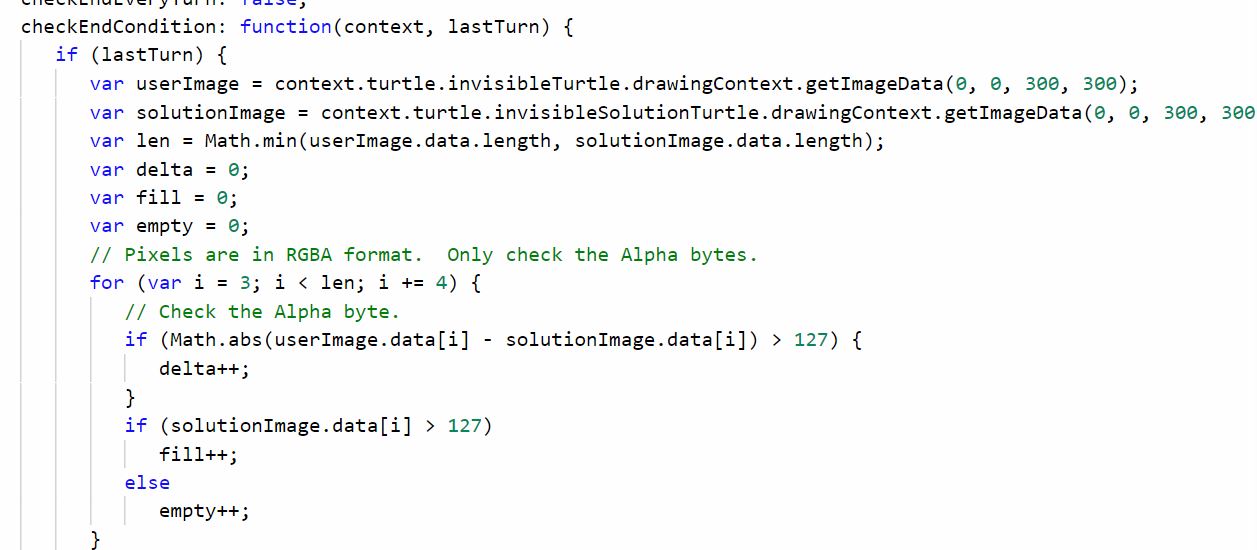 checkEndEveryTurn: false,
checkEndCondition: function(context, lastTurn) {
if (lastTurn) {
var userImage = context.turtle.invisibleTurtle.drawingContext.getImageData(0, 0, 300, 300);
var solutionImage = context.turtle.invisibleSolutionTurtle.drawingContext.getImageData(0, 0, 300, 300
var len = Math.min(userImage.data.length, solutionImage.data.length);
var delta = 0;
var fill = 0;
var empty = 0;
// Pixels are in RGBA format.  Only check the Alpha bytes.
for (var i = 3; i < len; i += 4) {
// Check the Alpha byte.
if (Math.abs(userImage.data[i] - solutionImage.data[i]) > 127) {
delta++;
}
if (solutionImage.data[i] > 127)
fill++;
else
empty++;
}